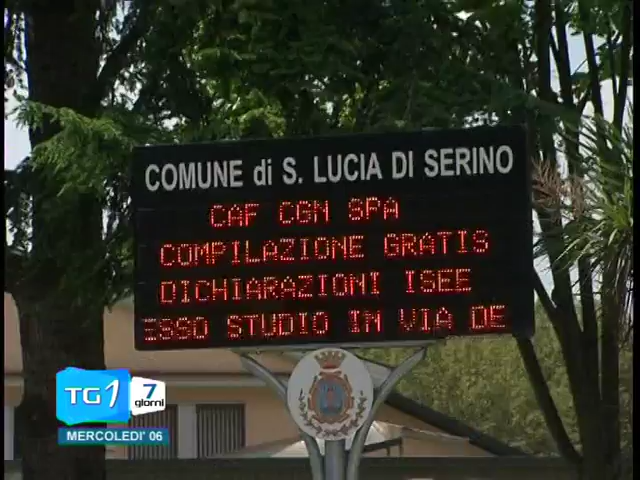 COMUNE di S. LUCIA DI SERINO
CAF CGN SPA
COMPILAZIONE GRATIS
DICHIARAZIONI ISEE
ESSO STUDIO IN VIA DE
TG1 7
giorni
MERCOLEDI' 06